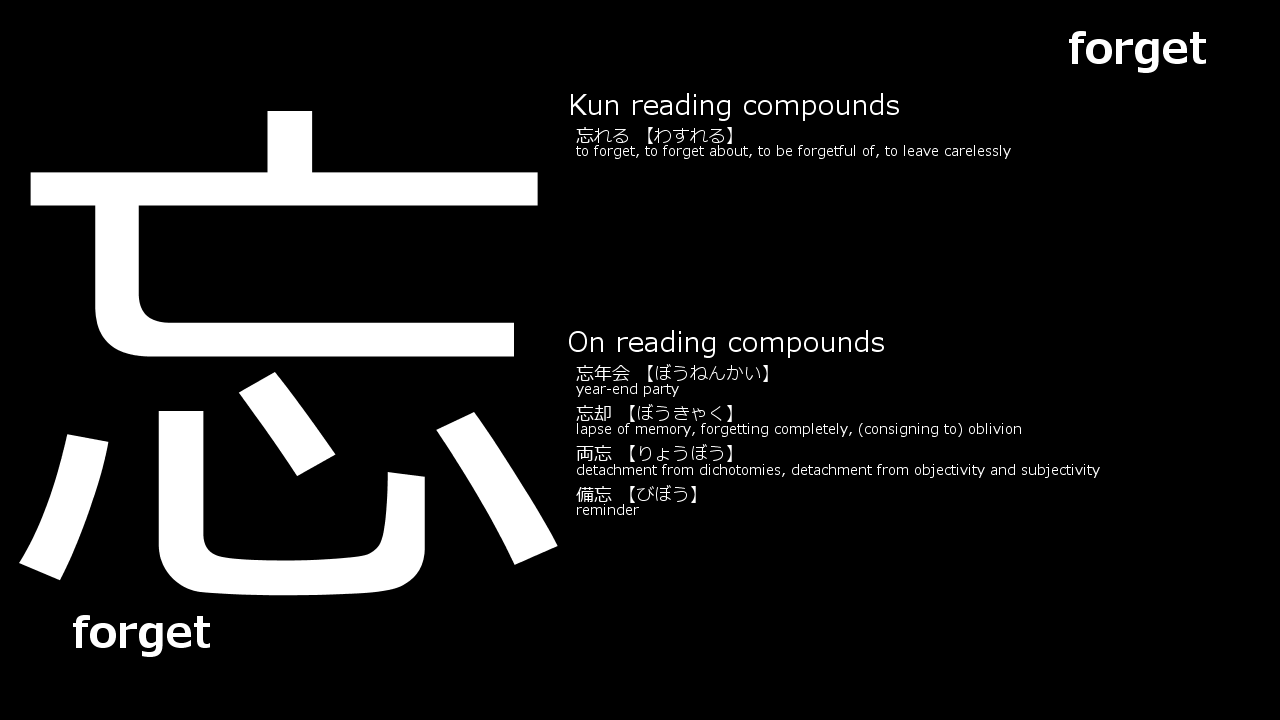 forget
忘
Kun reading compounds
忘れる 【わすれる】
to forget, to forget about, to be forgetful of, to leave carelessly
On reading compounds
忘年会 【ぼうねんかい】
year-end party
忘却 【ぼうきゃく】
lapse of memory, forgetting completely, (consigning to) oblivion
両忘 【りょうぼう】
detachment from dichotomies, detachment from objectivity and subjectivity
備忘 【びぼう】
reminder
forget